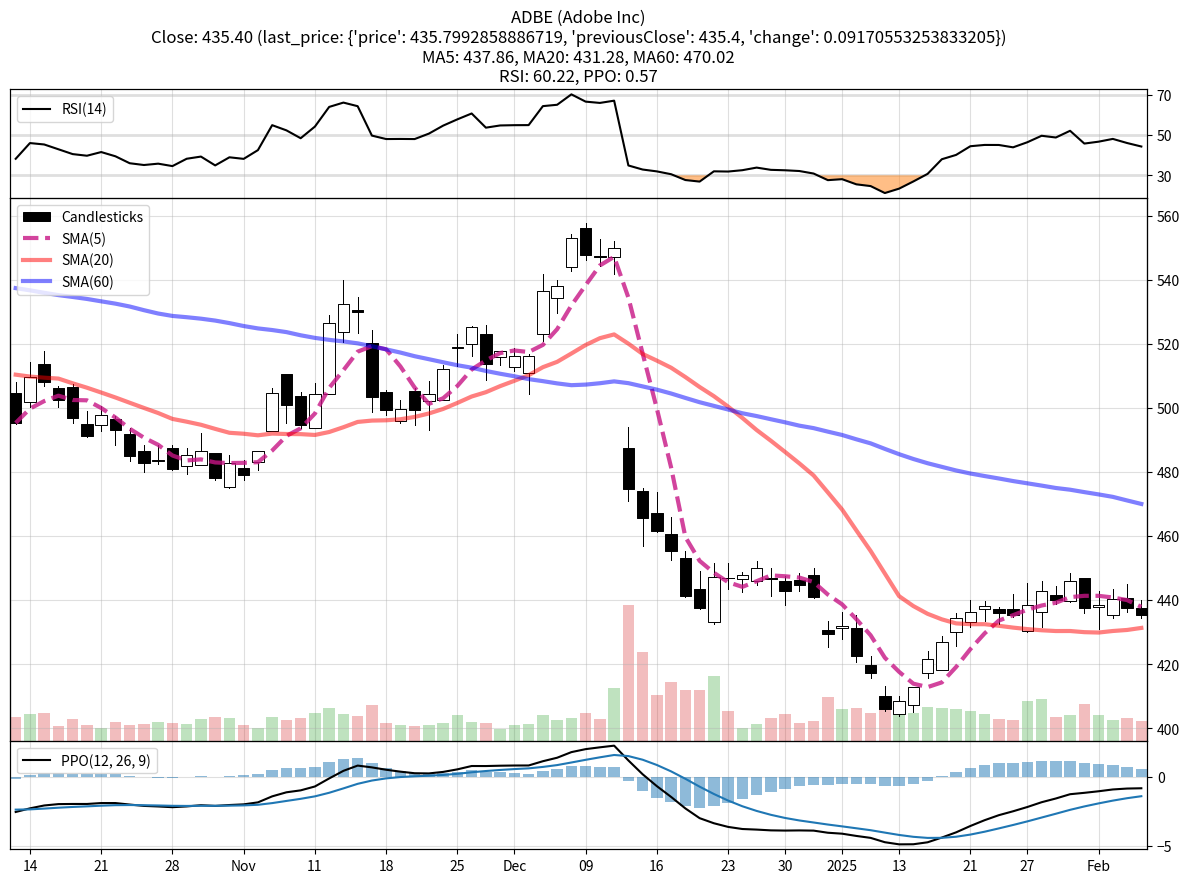 ADBE (Adobe Inc)
Close: 435.40 (last_price: {'price': 435.7992858886719, 'previousClose': 435.4, 'change': 0.09170553253833205})
MA5: 437.86, MA20: 431.28, MA60: 470.02
RSI: 60.22, PPO: 0.57
RSI(14)
70
50
30
Candlesticks
SMA(5)
SMA(20)
SMA(60)
560
540
520
500
480
460
440
420
400
PPO(12, 26, 9)
0
−5
14 21 28 Nov 11 18 25 Dec 09 16 23 30 2025 13 21 27 Feb